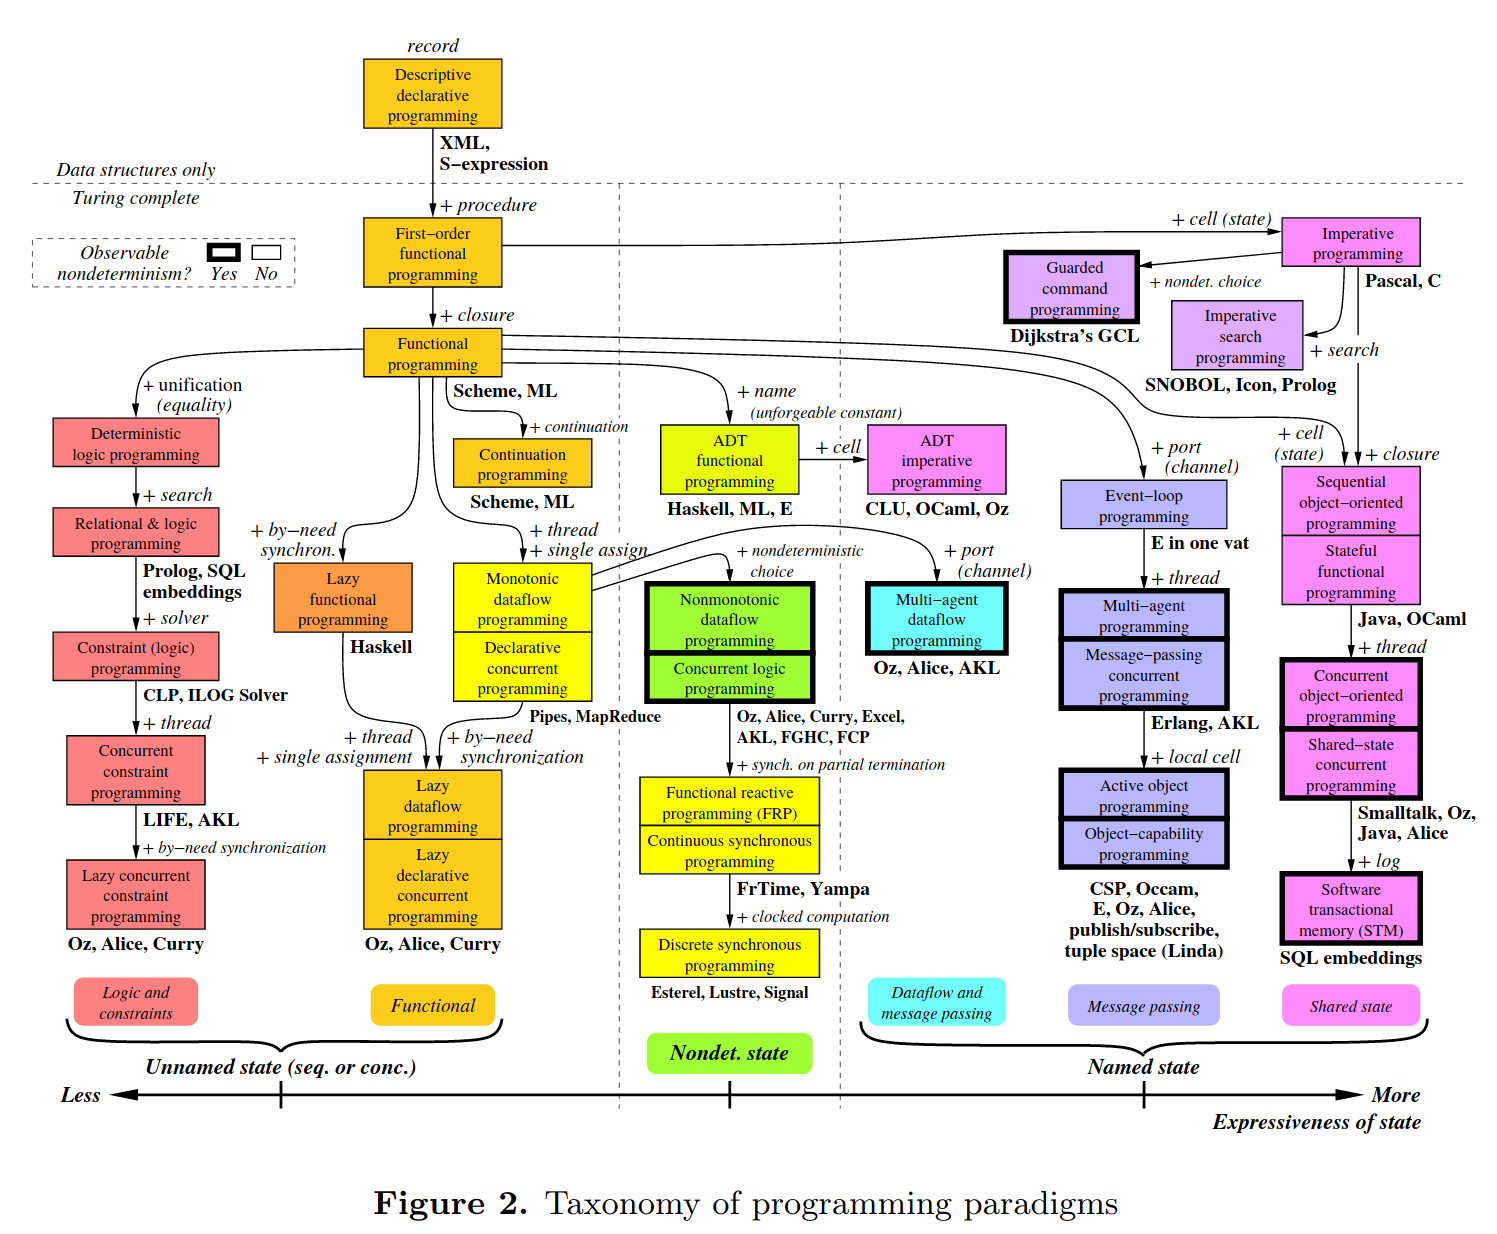 record
Descriptive
declarative
programming
XML,
S−expression
Data structures only
Turing complete
+ procedure
Observable
nondeterminism?
Yes
No
First−order
functional
programming
+ cell (state)
Imperative
programming
Pascal, C
Guarded
command
programming
+ nondet. choice
Dijkstra's GCL
Imperative
search
programming
+ search
SNOBOL, Icon, Prolog
+ closure
Functional
programming
Scheme, ML
+ unification
(equality)
Deterministic
logic programming
+ search
Relational & logic
programming
Prolog, SQL
embeddings
+ solver
Constraint (logic)
programming
CLP, ILOG Solver
+ thread
Concurrent
constraint
programming
LIFE, AKL
+ by−need synchronization
Lazy concurrent
constraint
programming
Oz, Alice, Curry
+ continuation
Continuation
programming
Scheme, ML
+ by−need
synchron.
Lazy
functional
programming
Haskell
+ thread
+ single assign.
Monotonic
dataflow
programming
Declarative
concurrent
programming
Pipes, MapReduce
+ thread
+ single assignment
+ by−need
synchronization
Lazy
dataflow
programming
Lazy
declarative
concurrent
programming
Oz, Alice, Curry
+ name
(unforgeable constant)
ADT
functional
programming
Haskell, ML, E
+ cell
ADT
imperative
programming
CLU, OCaml, Oz
+ nondeterministic
choice
Nonmonotonic
dataflow
programming
Concurrent logic
programming
Oz, Alice, Curry, Excel,
AKL, FGHC, FCP
+ synch. on partial termination
Functional reactive
programming (FRP)
Continuous synchronous
programming
FrTime, Yampa
+ clocked computation
Discrete synchronous
programming
Esterel, Lustre, Signal
+ port
(channel)
Multi−agent
dataflow
programming
Oz, Alice, AKL
+ port
(channel)
Event−loop
programming
E in one vat
+ thread
Multi−agent
programming
Message−passing
concurrent
programming
Erlang, AKL
+ local cell
Active object
programming
Object−capability
programming
CSP, Occam,
E, Oz, Alice,
publish/subscribe,
tuple space (Linda)
+ cell
(state)
+ closure
Sequential
object−oriented
programming
Stateful
functional
programming
Java, OCaml
+ thread
Concurrent
object−oriented
programming
Shared−state
concurrent
programming
Smalltalk, Oz,
Java, Alice
+ log
Software
transactional
memory (STM)
SQL embeddings
Logic and
constraints
Functional
Nondet. state
Dataflow and
message passing
Message passing
Shared state
Unnamed state (seq. or conc.)
Named state
Less
More
Expressiveness of state
Figure 2. Taxonomy of programming paradigms